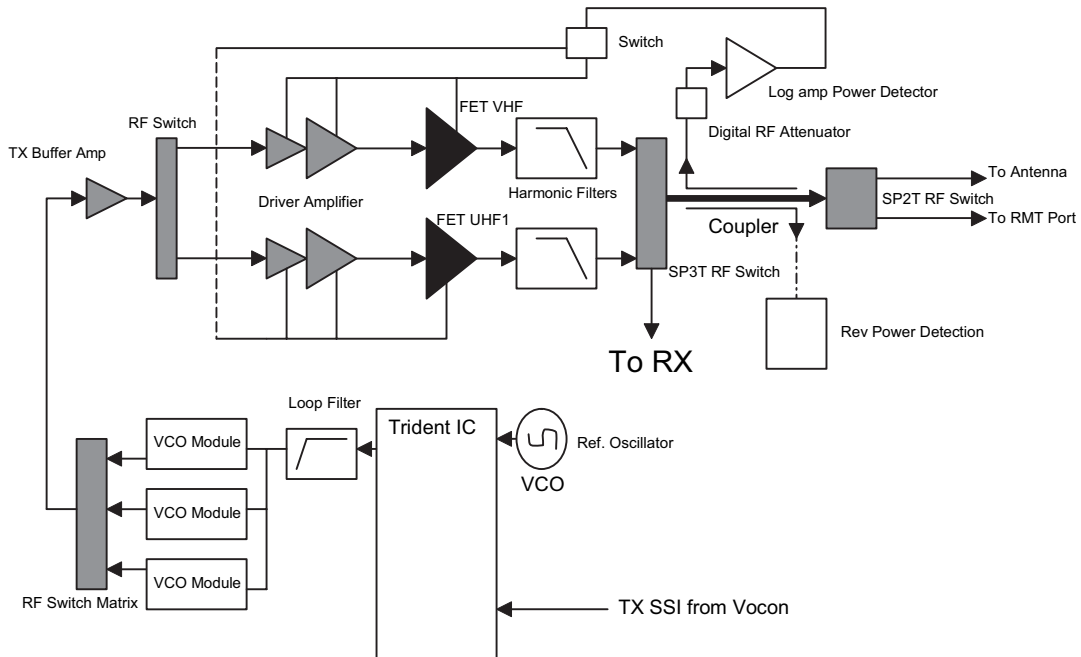 Switch
Log amp Power Detector
FET VHF
RF Switch
Digital RF Attenuator
TX Buffer Amp
Driver Amplifier
Harmonic Filters
To Antenna
SP2T RF Switch
To RMT Port
FET UHF1
Coupler
SP3T RF Switch
Rev Power Detection
To RX
Loop Filter
Trident IC
VCO Module
Ref. Oscillator
VCO
VCO Module
VCO Module
RF Switch Matrix
TX SSI from Vocon